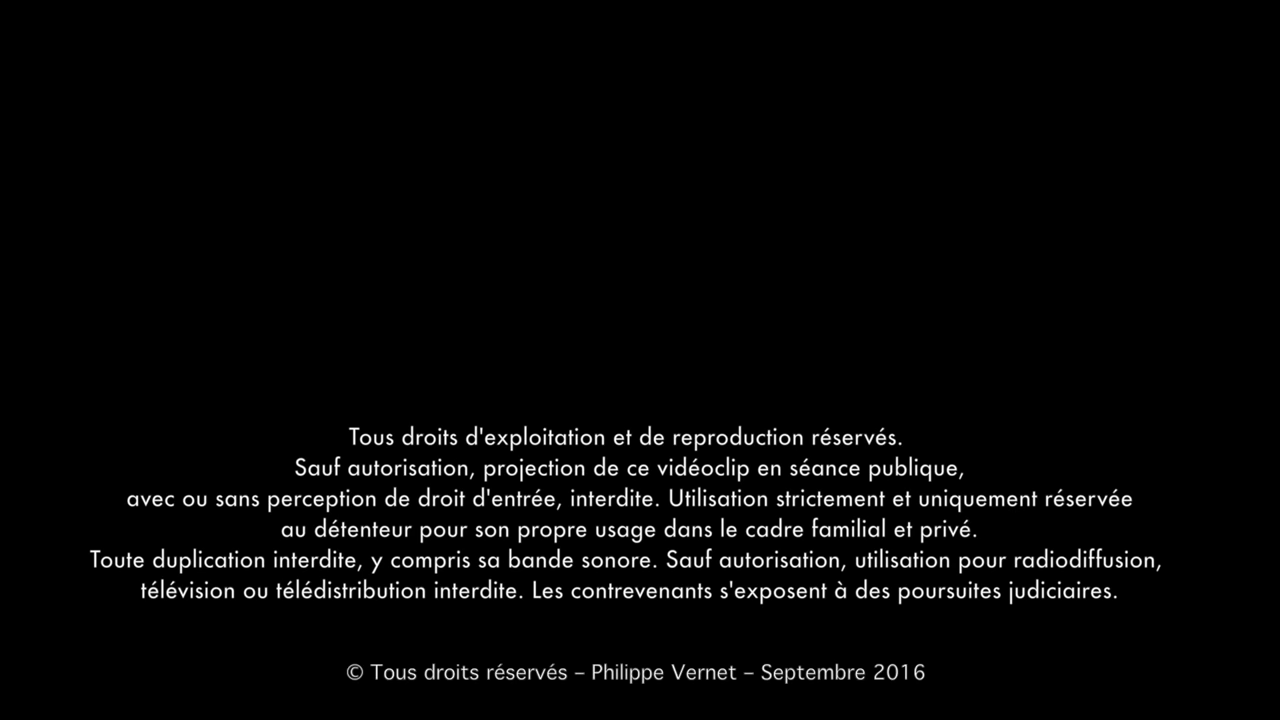 Tous droits d'exploitation et de reproduction réservés.
Sauf autorisation, projection de ce vidéoclip en séance publique,
avec ou sans perception de droit d'entrée, interdite. Utilisation strictement et uniquement réservée
au détenteur pour son propre usage dans le cadre familial et privé.
Toute duplication interdite, y compris sa bande sonore. Sauf autorisation, utilisation pour radiodiffusion,
télévision ou télédistribution interdite. Les contrevenants s'exposent à des poursuites judiciaires.
© Tous droits réservés – Philippe Vernet – Septembre 2016